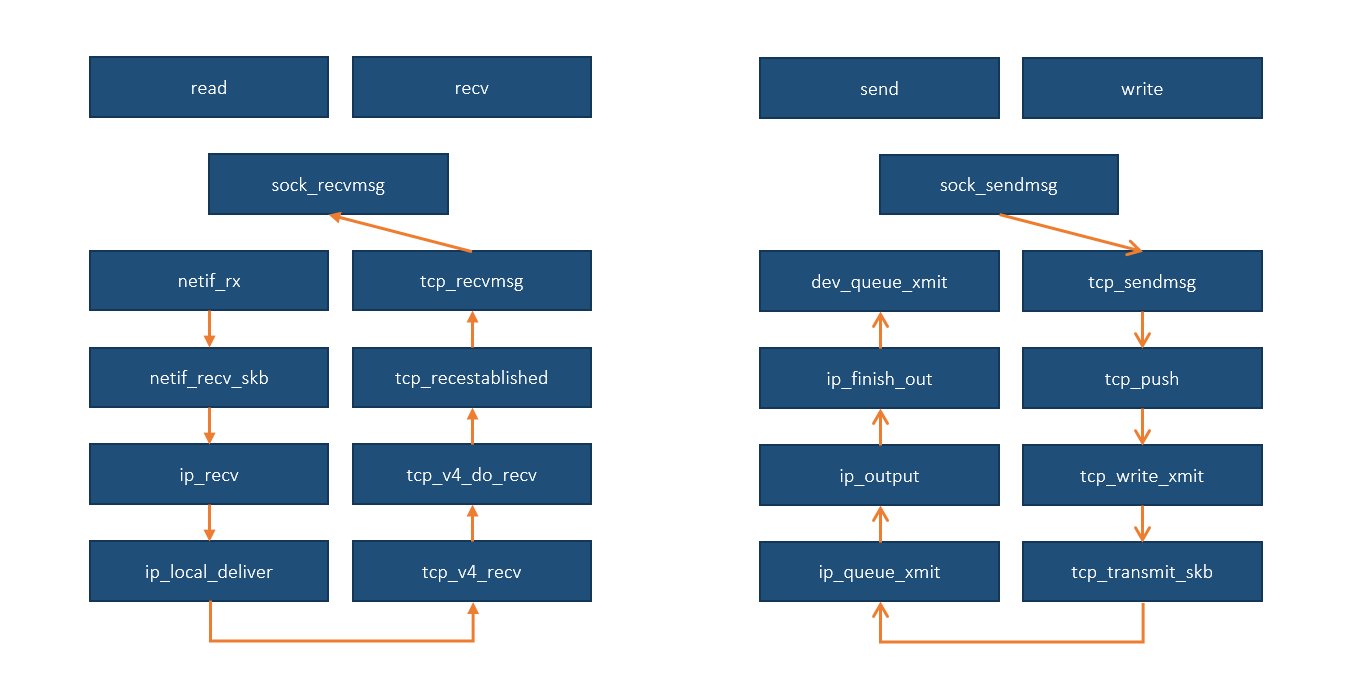 read
recv
sock_recvmsg
netif_rx
tcp_recvmsg
netif_recv_skb
tcp_recestablished
ip_recv
tcp_v4_do_recv
ip_local_deliver
tcp_v4_recv
send
write
sock_sendmsg
dev_queue_xmit
tcp_sendmsg
ip_finish_out
tcp_push
ip_output
tcp_write_xmit
ip_queue_xmit
tcp_transmit_skb